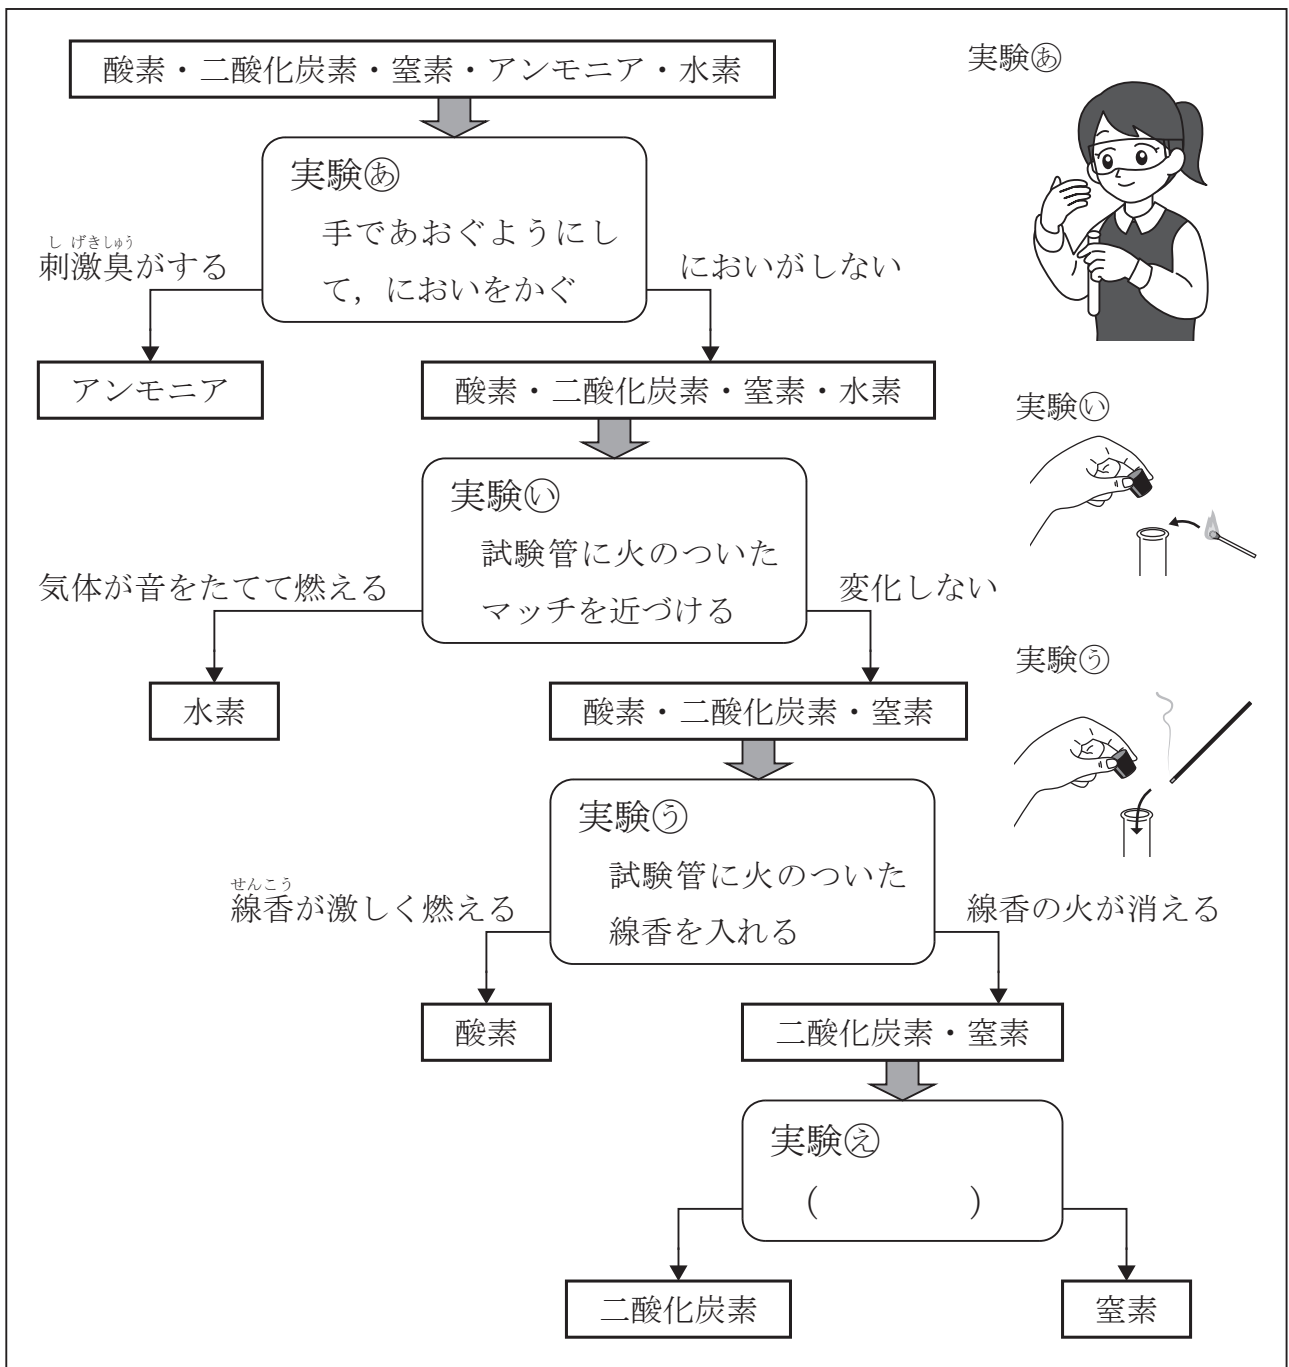 酸素・二酸化炭素・窒素・アンモニア・水素
実験㋐
実験あ
手であおぐようにし
て，においをかぐ
しげきしゅう
刺激臭がする
においがしない
アンモニア
酸素・二酸化炭素・窒素・水素
実験い
実験い
試験管に火のついた
マッチを近づける
気体が音をたてて燃える
変化しない
水素
酸素・二酸化炭素・窒素
実験う
実験う
試験管に火のついた
線香を入れる
せんこう
線香が激しく燃える
線香の火が消える
酸素
二酸化炭素・窒素
実験え
（　　　　）
二酸化炭素
窒素